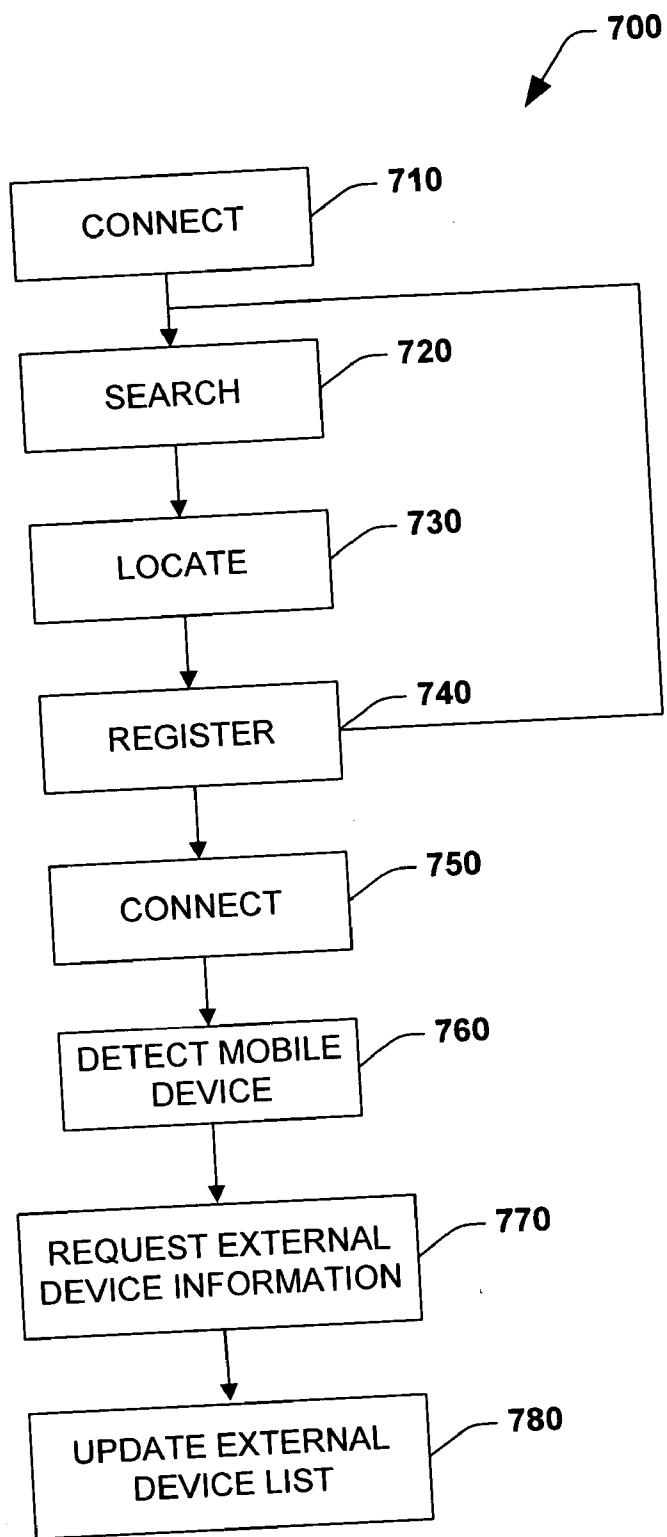 700
CONNECT
710
SEARCH
720
LOCATE
730
REGISTER
740
CONNECT
750
DETECT MOBILE
DEVICE
760
REQUEST EXTERNAL
DEVICE INFORMATION
770
UPDATE EXTERNAL
DEVICE LIST
780